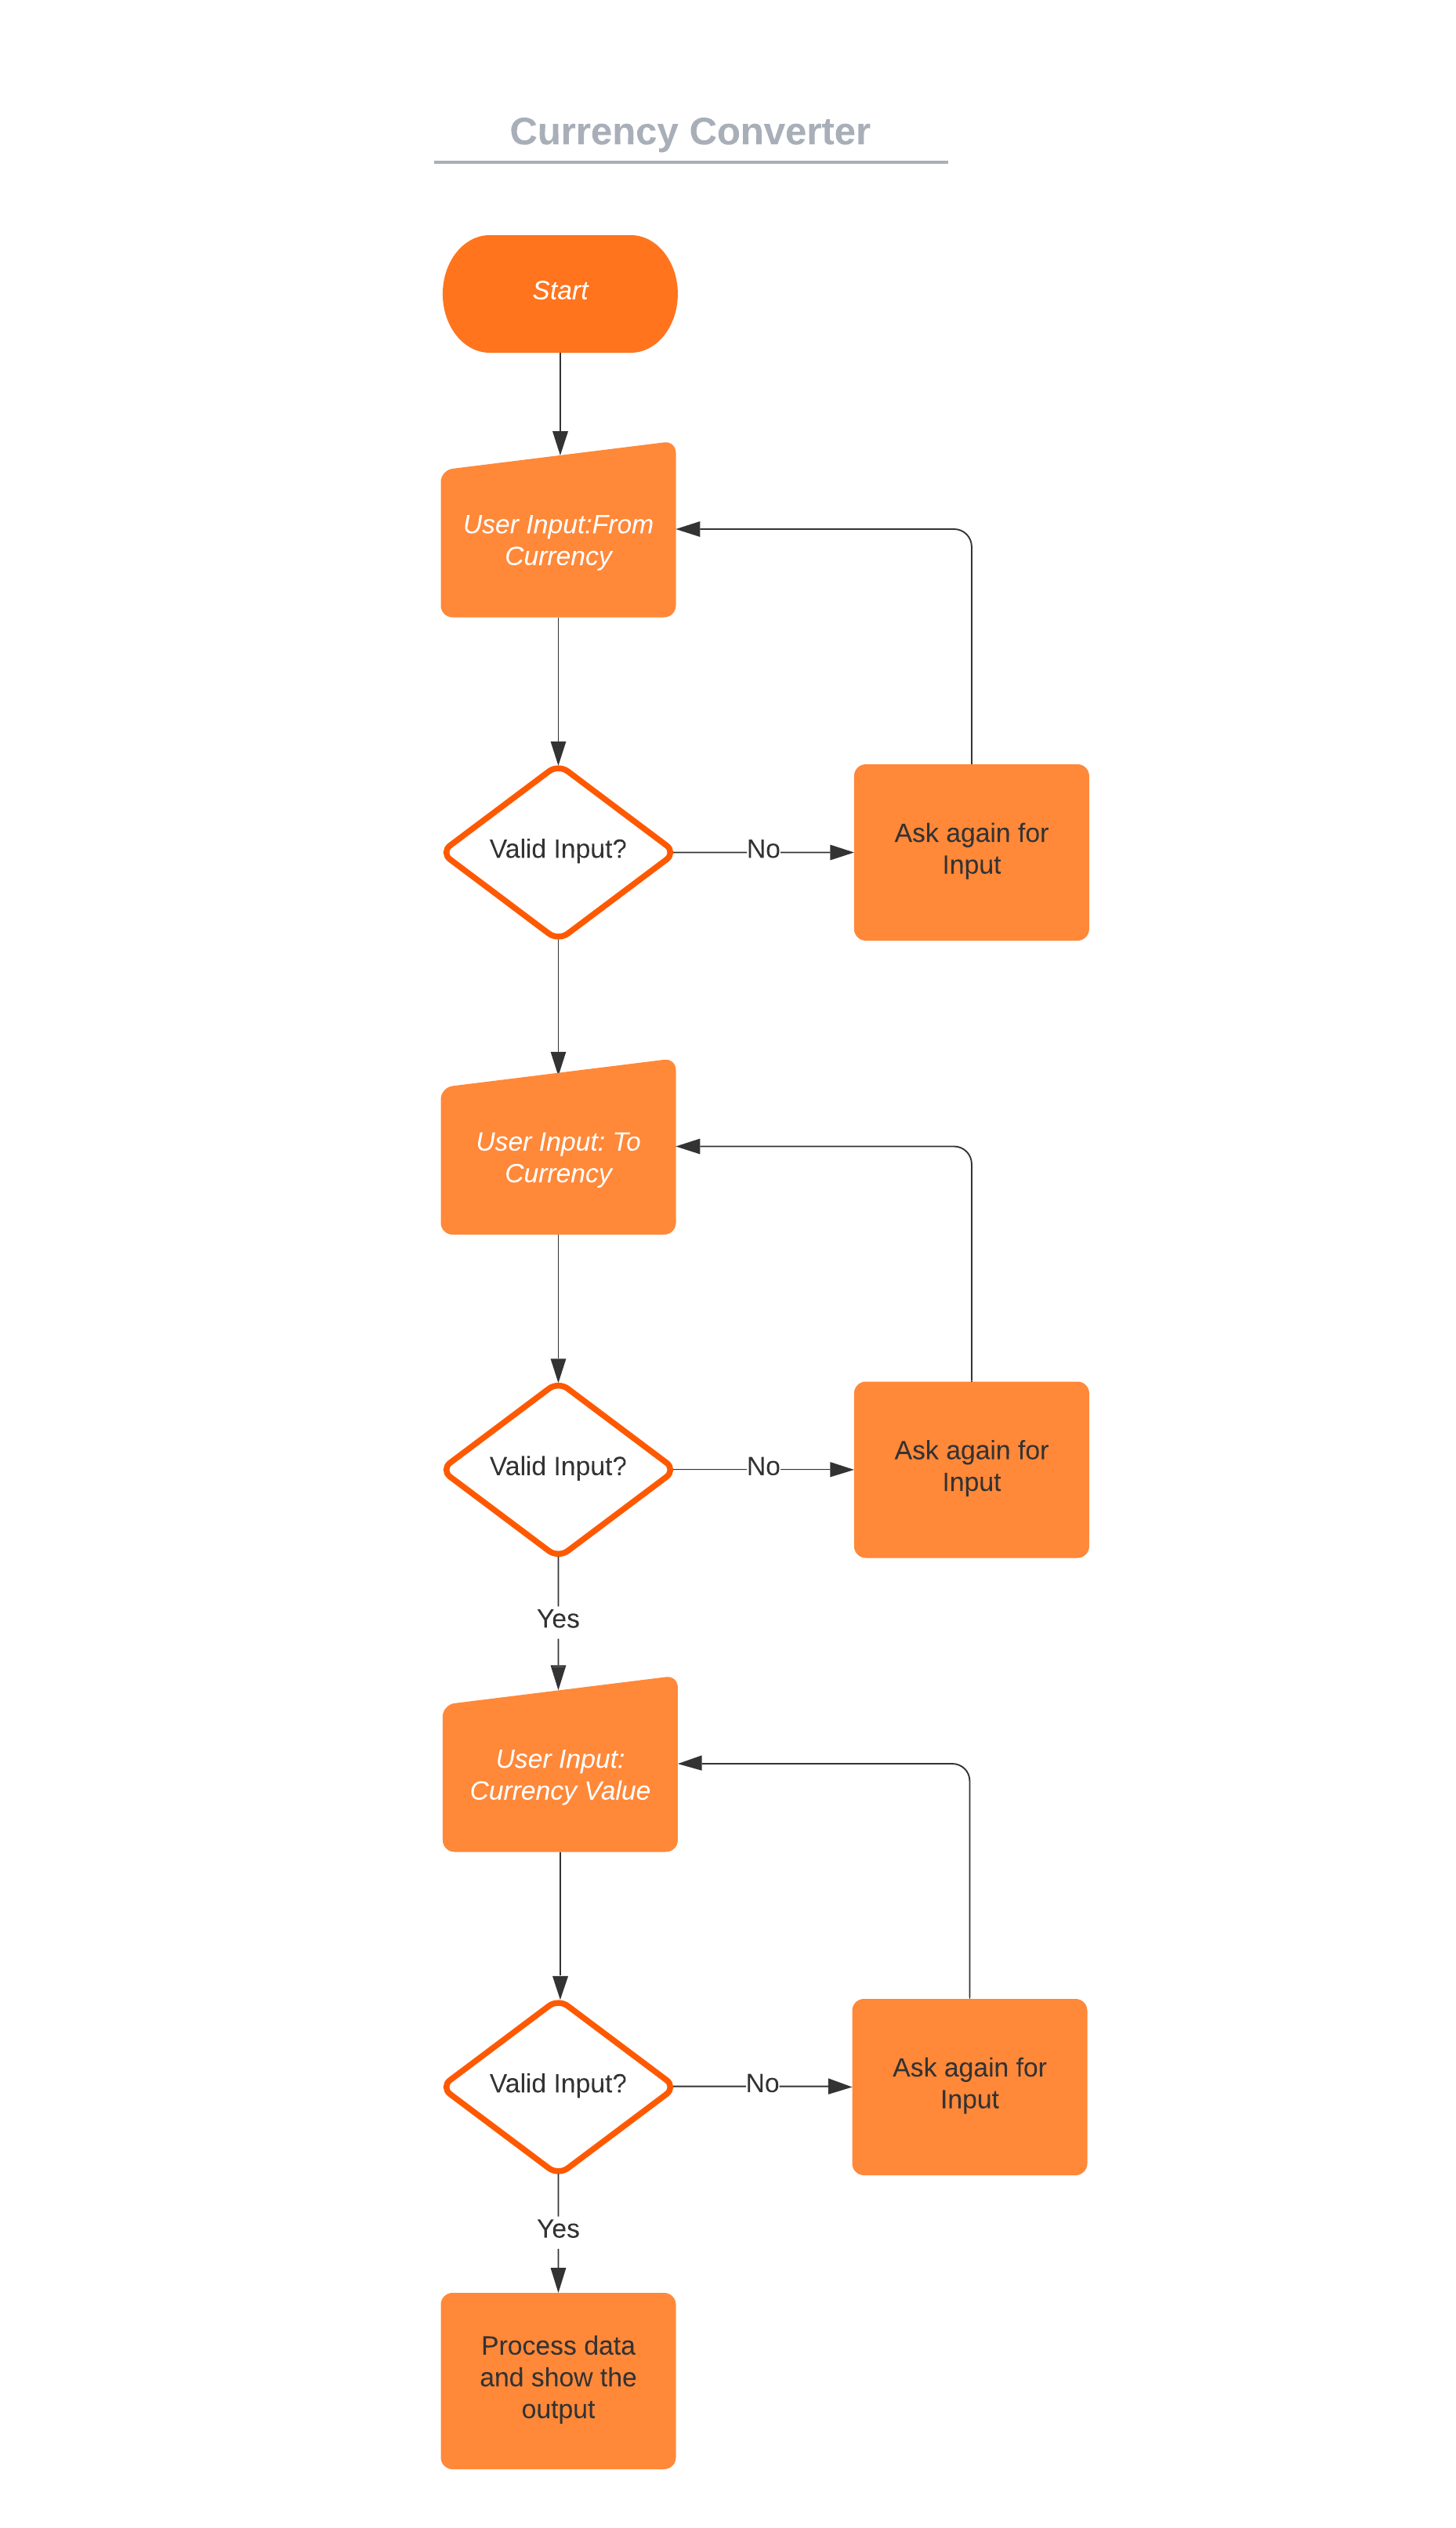 Currency Converter
Start
User Input:From
Currency
Valid Input?
No
Ask again for
Input
User Input: To
Currency
Valid Input?
No
Ask again for
Input
Yes
User Input:
Currency Value
Valid Input?
No
Ask again for
Input
Yes
Process data
and show the
output